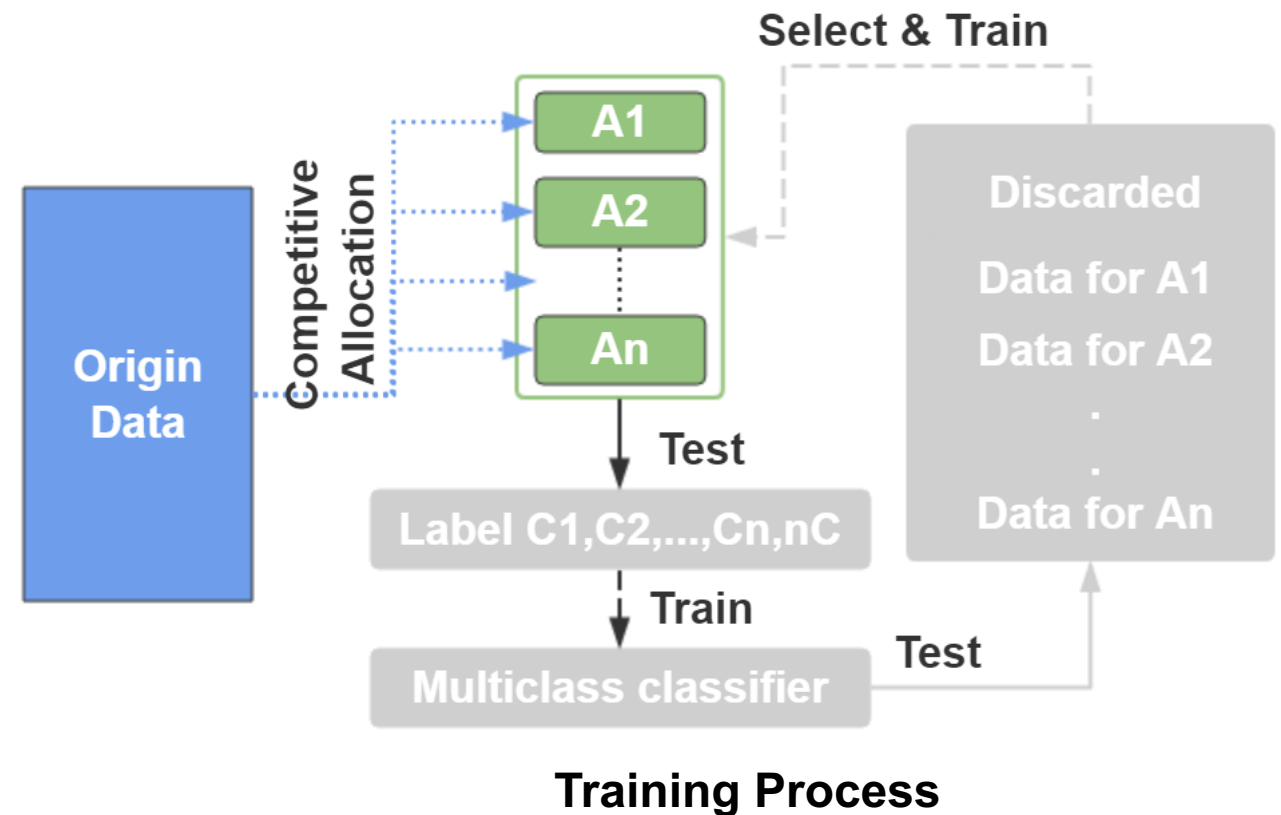 Select & Train
A1
A2
An
Competitive
Allocation
Origin
Data
Discarded
Data for A1
Data for A2
.
.
Data for An
Test
Label C1,C2,...,Cn,nC
Train
Multiclass classifier
Test
Training Process